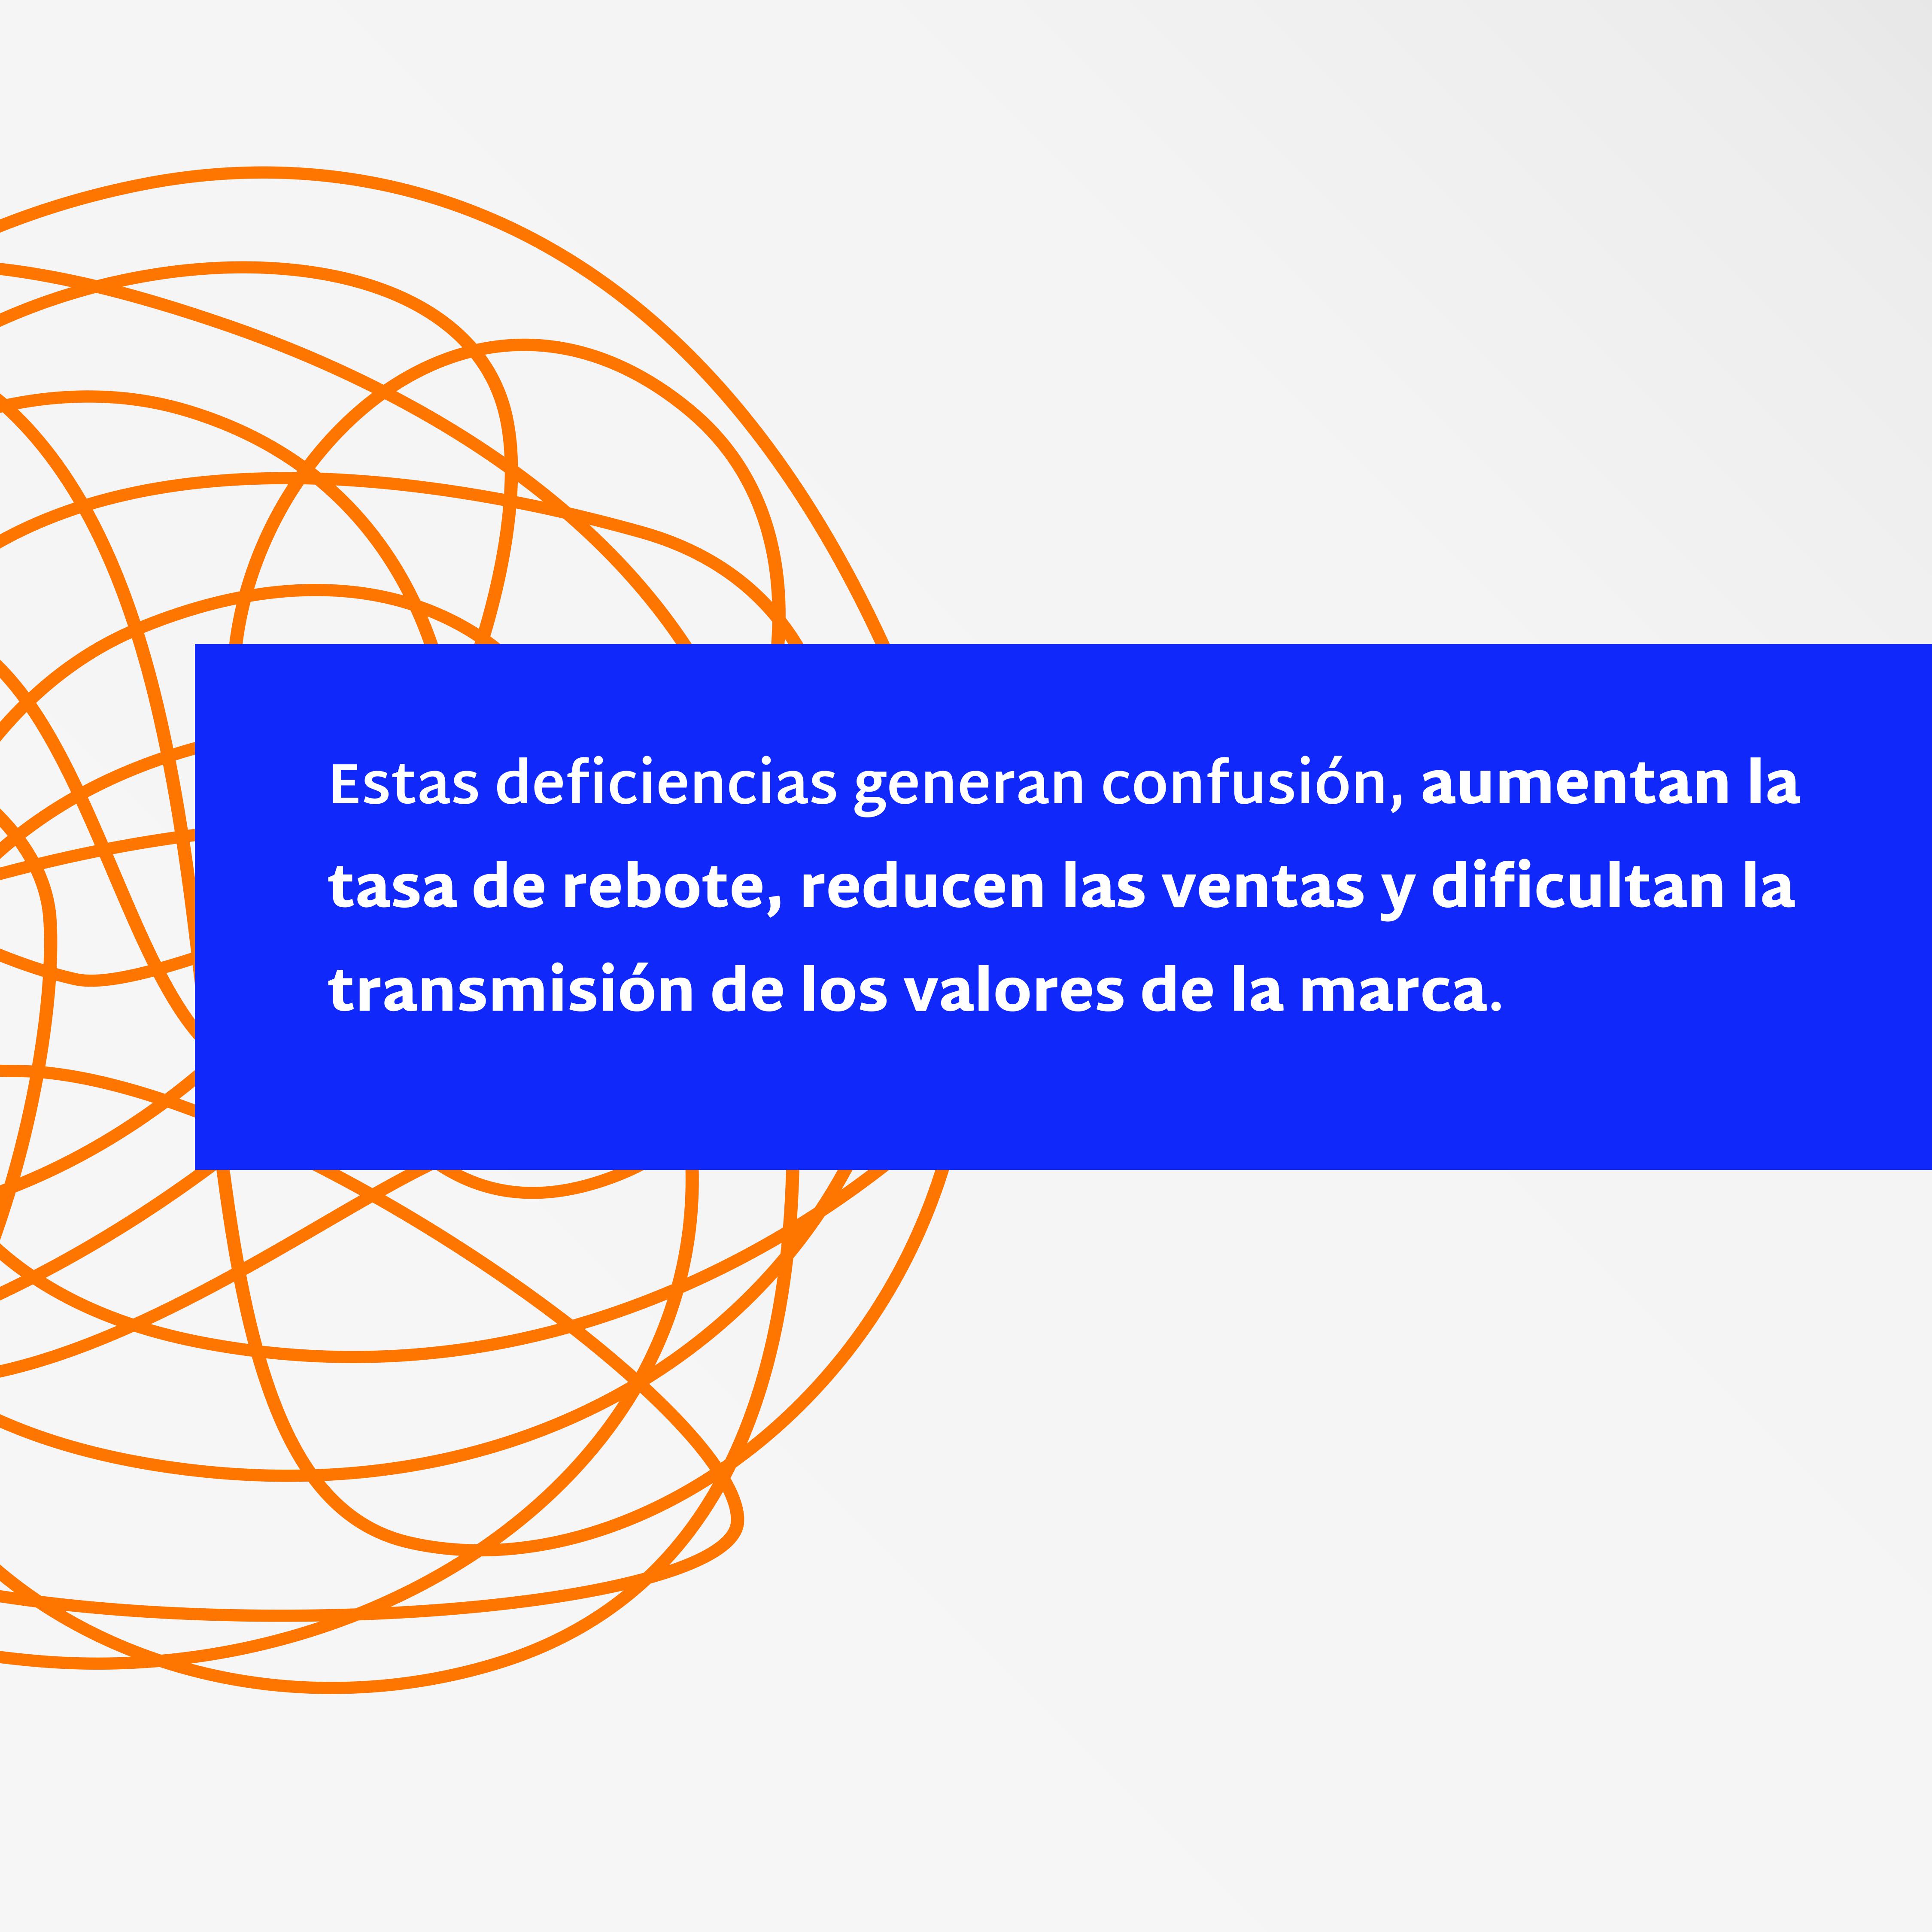 Estas deficiencias generan confusión, aumentan la
tasa de rebote, reducen las ventas y dificultan la
transmisión de los valores de la marca.